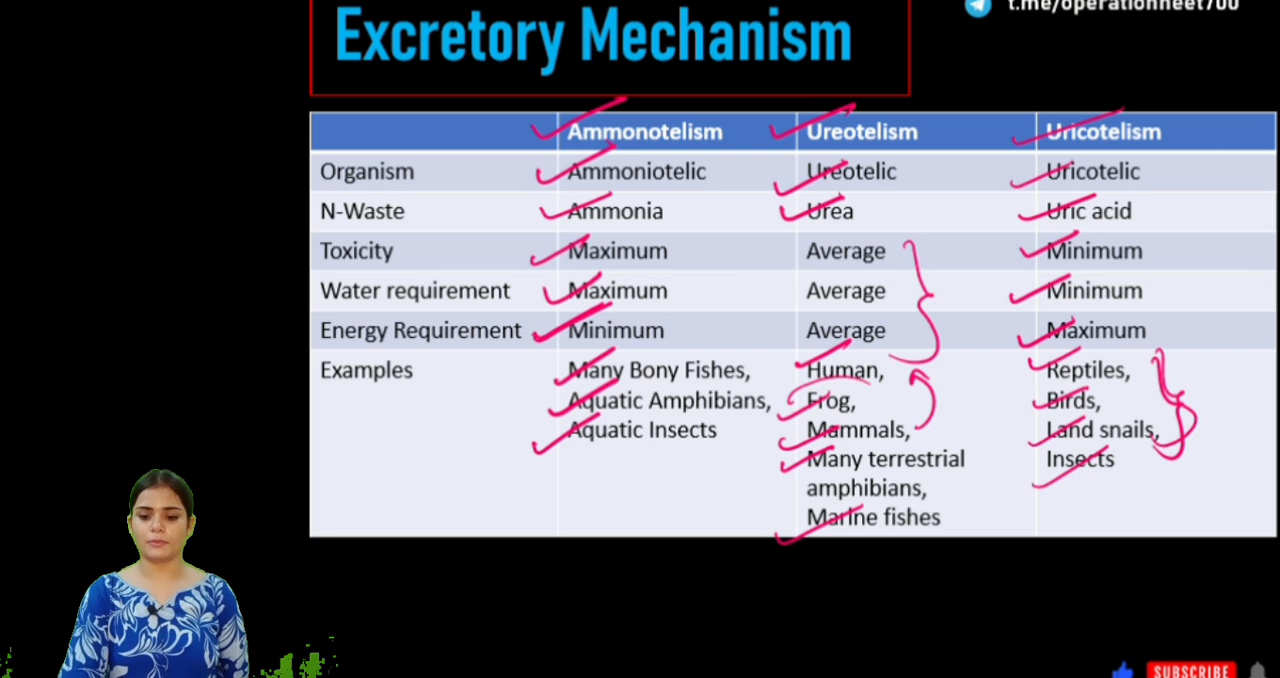 t.me/operationneet700
Excretory Mechanism
Ammonotelism Ureotelism Uricotelism
Organism Ammoniotelic Ureotelic Uricotelic
N-Waste Ammonia Urea Uric acid
Toxicity Maximum Average Minimum
Water requirement Maximum Average Minimum
Energy Requirement Minimum Average Maximum
Examples Many Bony Fishes, Human, Reptiles,
Aquatic Amphibians, Frog, Birds,
Aquatic Insects Mammals, Land snails,
Many terrestrial Insects
amphibians,
Marine fishes
SUBSCRIBE